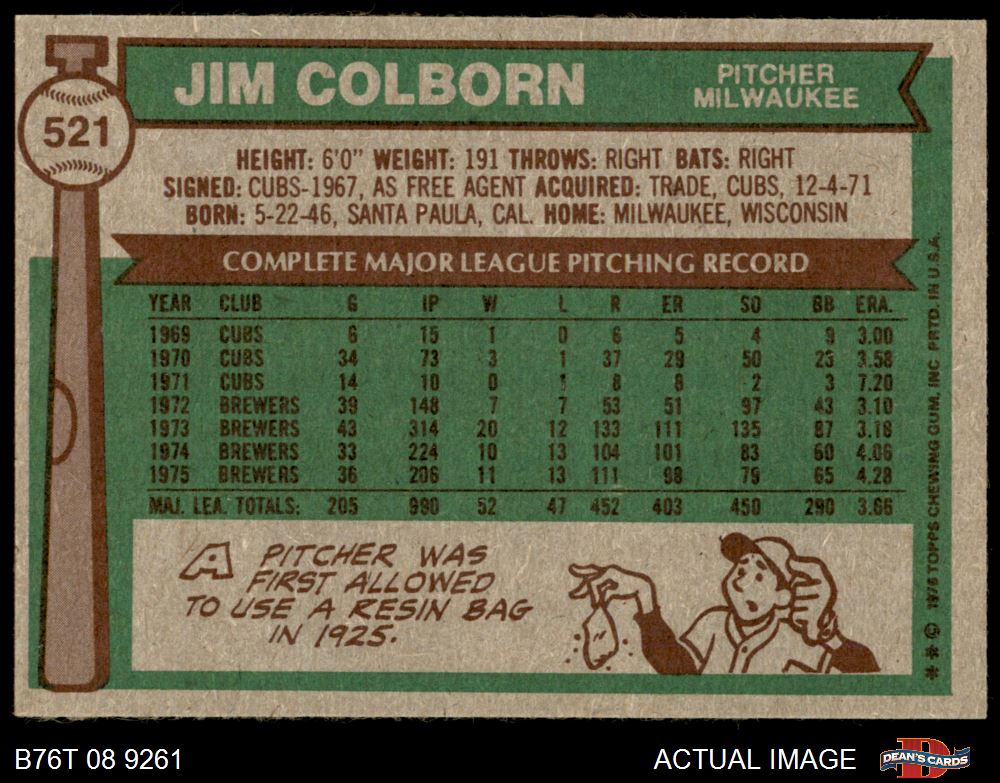 521
JIM COLBORN
PITCHER
MILWAUKEE
HEIGHT: 6'0" WEIGHT: 191 THROWS: RIGHT BATS: RIGHT
SIGNED: CUBS-1967, AS FREE AGENT ACQUIRED: TRADE, CUBS, 12-4-71
BORN: 5-22-46, SANTA PAULA, CAL. HOME: MILWAUKEE, WISCONSIN
COMPLETE MAJOR LEAGUE PITCHING RECORD
YEAR CLUB G IP W L R ER SO BB ERA.
1969 CUBS 6 15 1 0 6 5 4 9 3.00
1970 CUBS 34 73 3 1 37 29 50 23 3.58
1971 CUBS 14 10 0 1 8 8 2 3 7.20
1972 BREWERS 39 148 7 7 53 51 97 43 3.10
1973 BREWERS 43 314 20 12 133 111 135 87 3.18
1974 BREWERS 33 224 10 13 104 101 83 60 4.06
1975 BREWERS 36 206 11 13 111 98 79 65 4.28
MAJ. LEA. TOTALS: 205 990 52 47 452 403 450 290 3.66
A PITCHER WAS
FIRST ALLOWED
TO USE A RESIN BAG
IN 1925.
* * © 1976 TOPPS CHEWING GUM, INC PRTD. IN U.S.A.
B76T 08 9261
ACTUAL IMAGE
DEAN'S CARDS